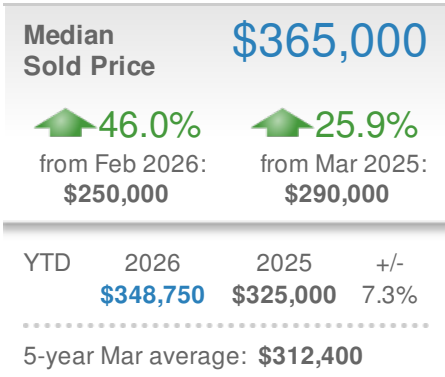 Median $365,000
Sold Price
46.0% 25.9%
from Feb 2026: from Mar 2025:
$250,000 $290,000
YTD 2026 2025 +/-
$348,750 $325,000 7.3%
5-year Mar average: $312,400